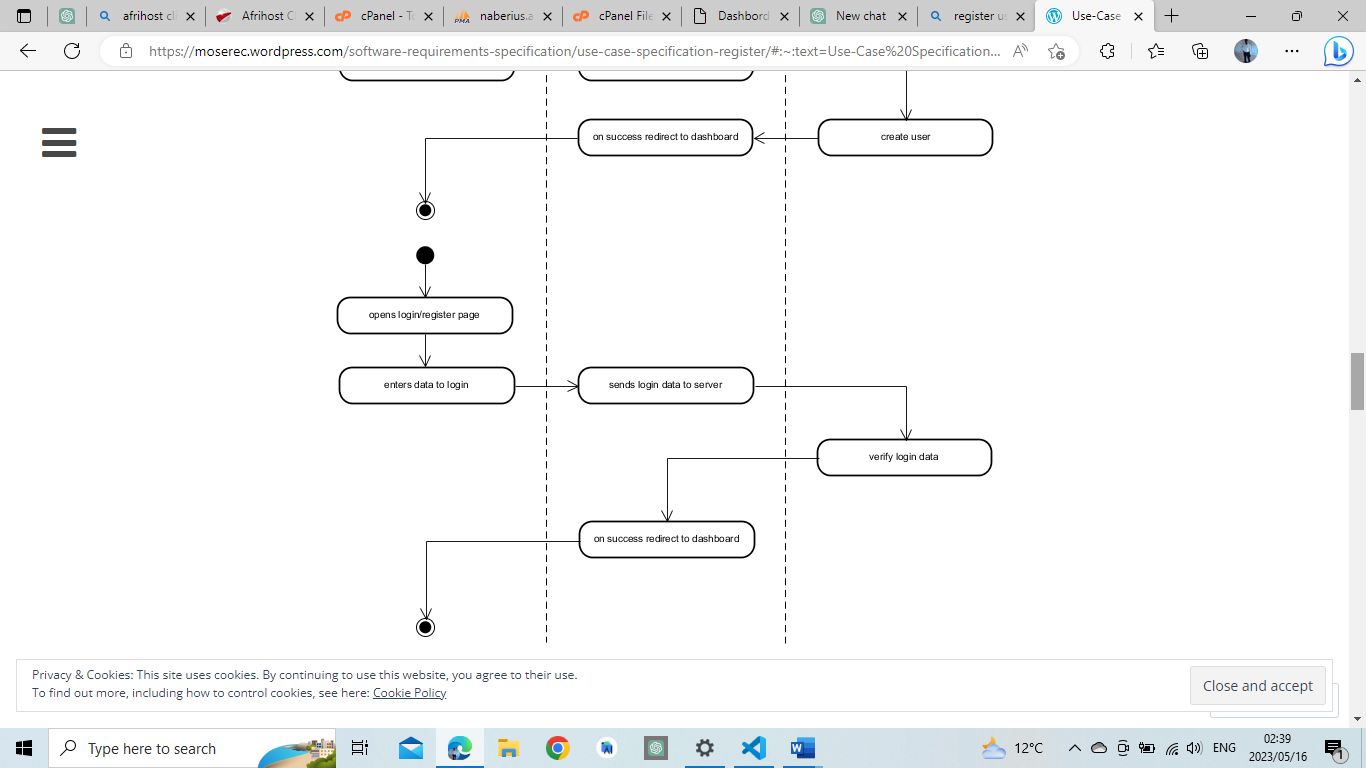 afrihost cli
Afrihost Cl
cPanel - To
naberius.a
cPanel File
Dashbord
New chat
register us
Use-Case
https://moserec.wordpress.com/software-requirements-specification/use-case-specification-register/#:~:text=Use-Case%20Specification...
on success redirect to dashboard
create user
opens login/register page
enters data to login
sends login data to server
verify login data
on success redirect to dashboard
Privacy & Cookies: This site uses cookies. By continuing to use this website, you agree to their use.
To find out more, including how to control cookies, see here: Cookie Policy
Close and accept
Type here to search
12°C
ENG
02:39
2023/05/16
1